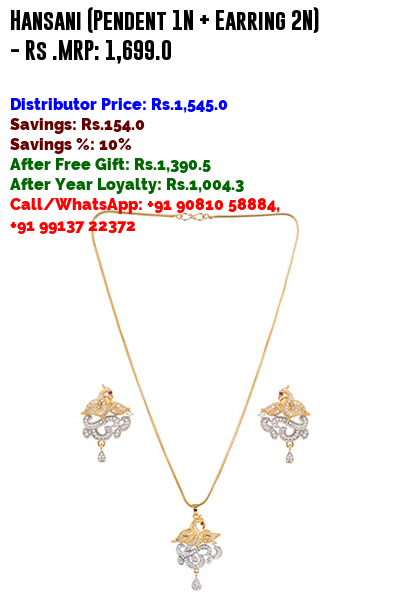 Hansani (Pendent 1N + Earring 2N)
- Rs .MRP: 1,699.0
Distributor Price: Rs.1,545.0
Savings: Rs.154.0
Savings %: 10%
After Free Gift: Rs.1,390.5
After Year Loyalty: Rs.1,004.3
Call/WhatsApp: +91 90810 58884,
+91 99137 22372